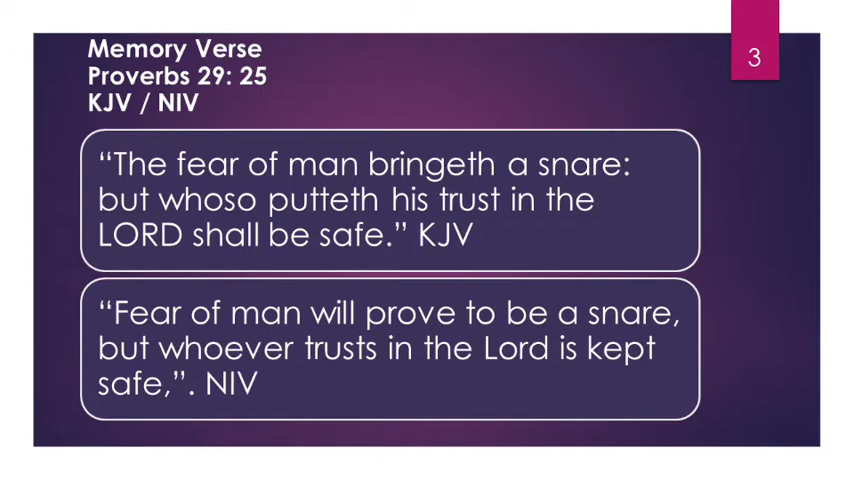 Memory Verse
Proverbs 29: 25
KJV / NIV
3
“The fear of man bringeth a snare:
but whoso putteth his trust in the
LORD shall be safe.” KJV
“Fear of man will prove to be a snare,
but whoever trusts in the Lord is kept
safe,”. NIV